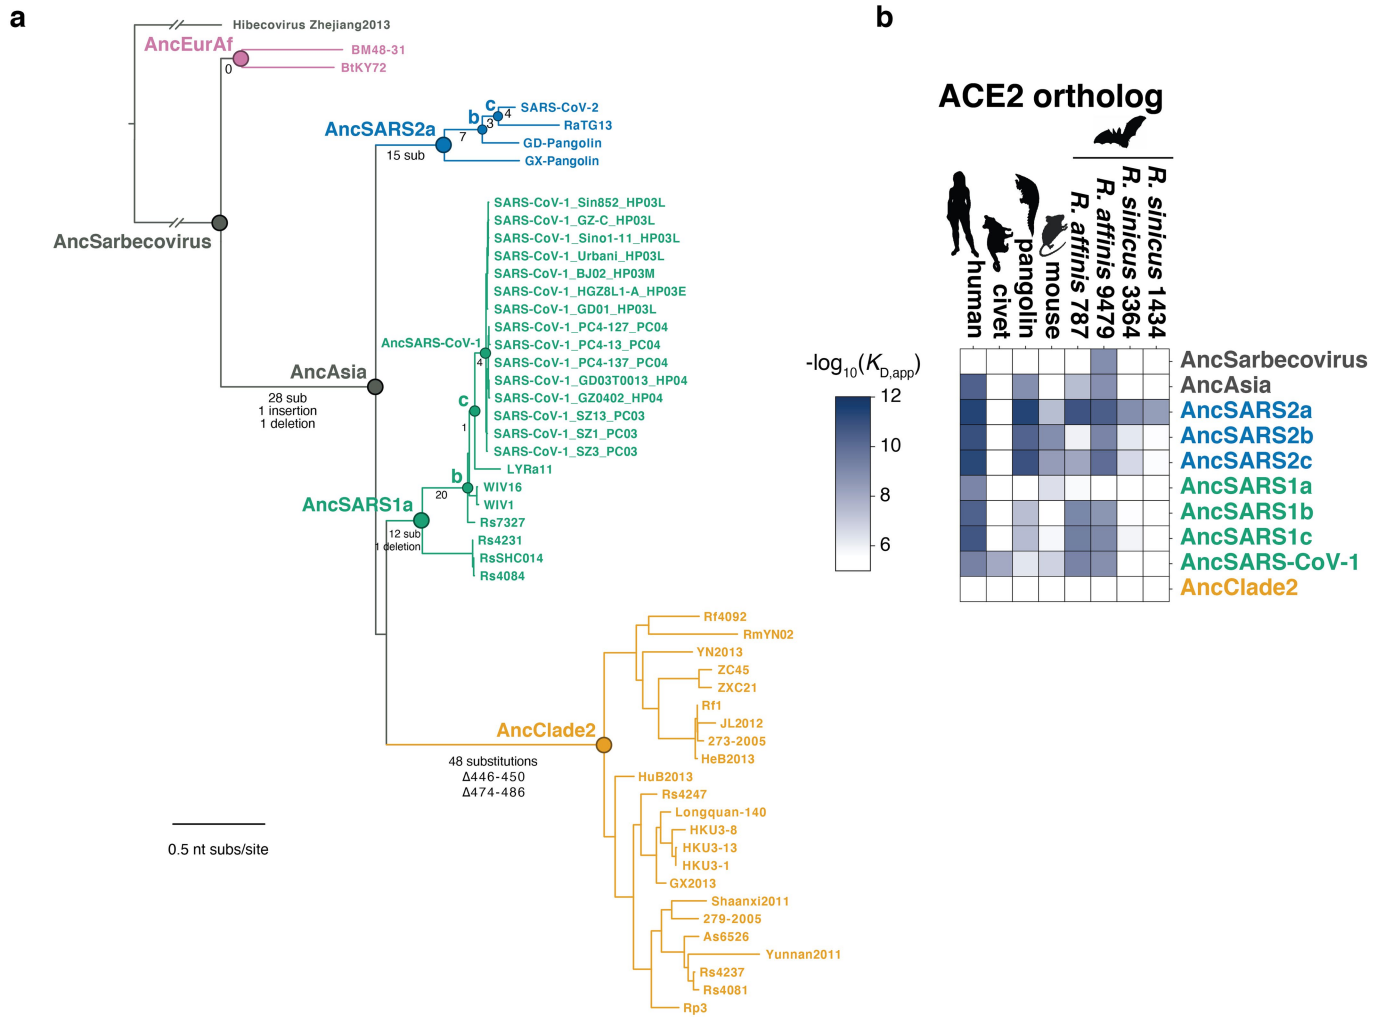 a
Hibecovirus Zhejiang2013
AncEurAf
BM48-31
0
BtKY72
c
SARS-CoV-2
4
b
3
RaTG13
AncSARS2a
7
GD-Pangolin
15 sub
GX-Pangolin
AncSarbecovirus
SARS-CoV-1_Sin852_HP03L
SARS-CoV-1_GZ-C_HP03L
SARS-CoV-1_Sino1-11_HP03L
SARS-CoV-1_Urbani_HP03L
SARS-CoV-1_BJ02_HP03M
SARS-CoV-1_HGZ8L1-A_HP03E
SARS-CoV-1_GD01_HP03L
SARS-CoV-1_PC4-127_PC04
AncSARS-CoV-1
SARS-CoV-1_PC4-13_PC04
4
SARS-CoV-1_PC4-137_PC04
AncAsia
SARS-CoV-1_GD03T0013_HP04
28 sub
1 insertion
1 deletion
SARS-CoV-1_GZ0402_HP04
c
SARS-CoV-1_SZ13_PC03
1
SARS-CoV-1_SZ1_PC03
SARS-CoV-1_SZ3_PC03
LYRa11
b
WIV16
20
WIV1
AncSARS1a
Rs7327
12 sub
1 deletion
Rs4231
RsSHC014
Rs4084
Rf4092
RmYN02
YN2013
ZC45
ZXC21
Rf1
JL2012
AncClade2
273-2005
HeB2013
48 substitutions
Δ446-450
Δ474-486
HuB2013
Rs4247
Longquan-140
HKU3-8
HKU3-13
HKU3-1
GX2013
Shaanxi2011
279-2005
As6526
Yunnan2011
Rs4237
Rs4081
Rp3
0.5 nt subs/site
b
ACE2 ortholog
human
civet
pangolin
mouse
R. affinis 787
R. affinis 9479
R. sinicus 3364
R. sinicus 1434
-log10(KD,app)
12
10
8
6
AncSarbecovirus
AncAsia
AncSARS2a
AncSARS2b
AncSARS2c
AncSARS1a
AncSARS1b
AncSARS1c
AncSARS-CoV-1
AncClade2